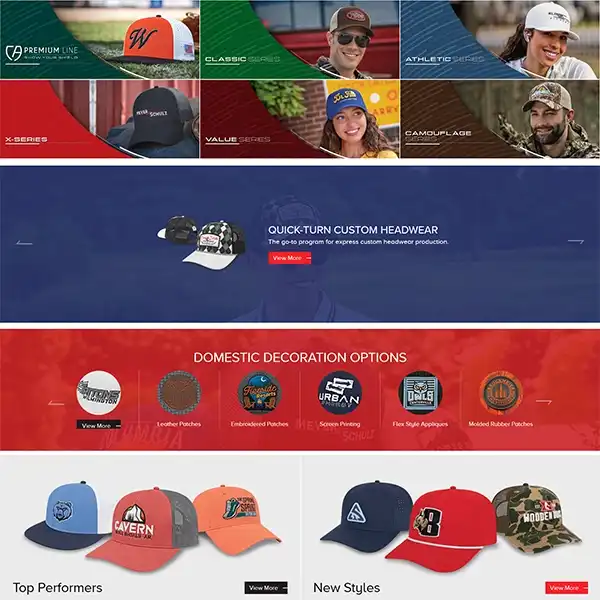 PREMIUM LINE
SHOW YOUR SHIELD
CLASSIC SERIES
ATHLETIC SERIES
X-SERIES
VALUE SERIES
CAMOUFLAGE
SERIES
QUICK-TURN CUSTOM HEADWEAR
The go-to program for express custom headwear production.
View More
DOMESTIC DECORATION OPTIONS
URBAN
OWLS
View More
Leather Patches
Embroidered Patches
Screen Printing
Flex Style Appliques
Molded Rubber Patches
CAVERN
B
WOODEN
Top Performers
View More
New Styles
View More